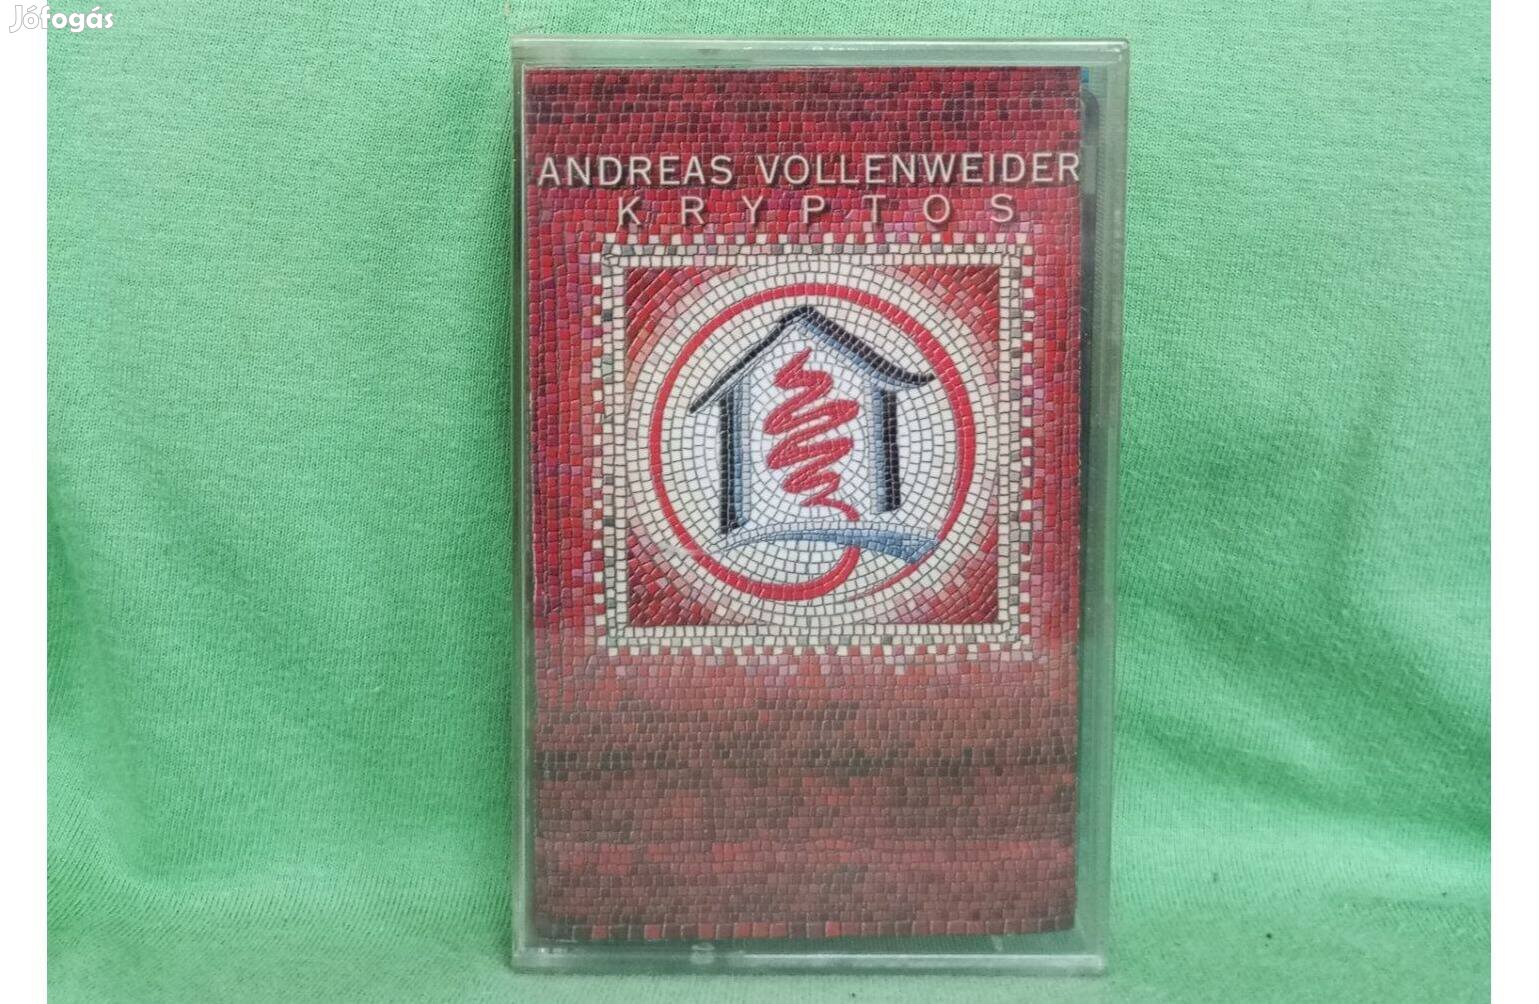 Jófogás
ANDREAS VOLLENWEIDER
KRYPTOS